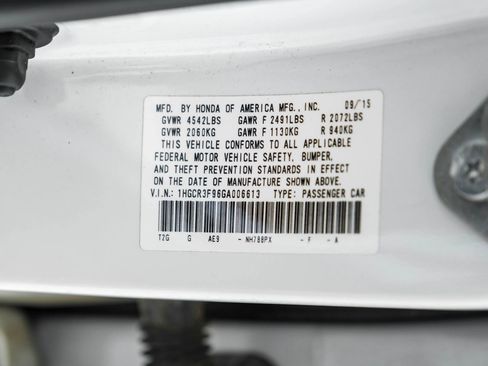 MFD. BY HONDA OF AMERICA MFG., INC. 09/15
GVWR 4542LBS GAWR F 2491LBS R 2072LBS
GVWR 2060KG GAWR F 1130KG R 940KG
THIS VEHICLE CONFORMS TO ALL APPLICABLE
FEDERAL MOTOR VEHICLE SAFETY, BUMPER,
AND THEFT PREVENTION STANDARDS IN EFFECT
ON THE DATE OF MANUFACTURE SHOWN ABOVE.
V.I.N.: 1HGCR3F96GA006613 TYPE: PASSENGER CAR
T2G G AE9 - NH788PX - F - A